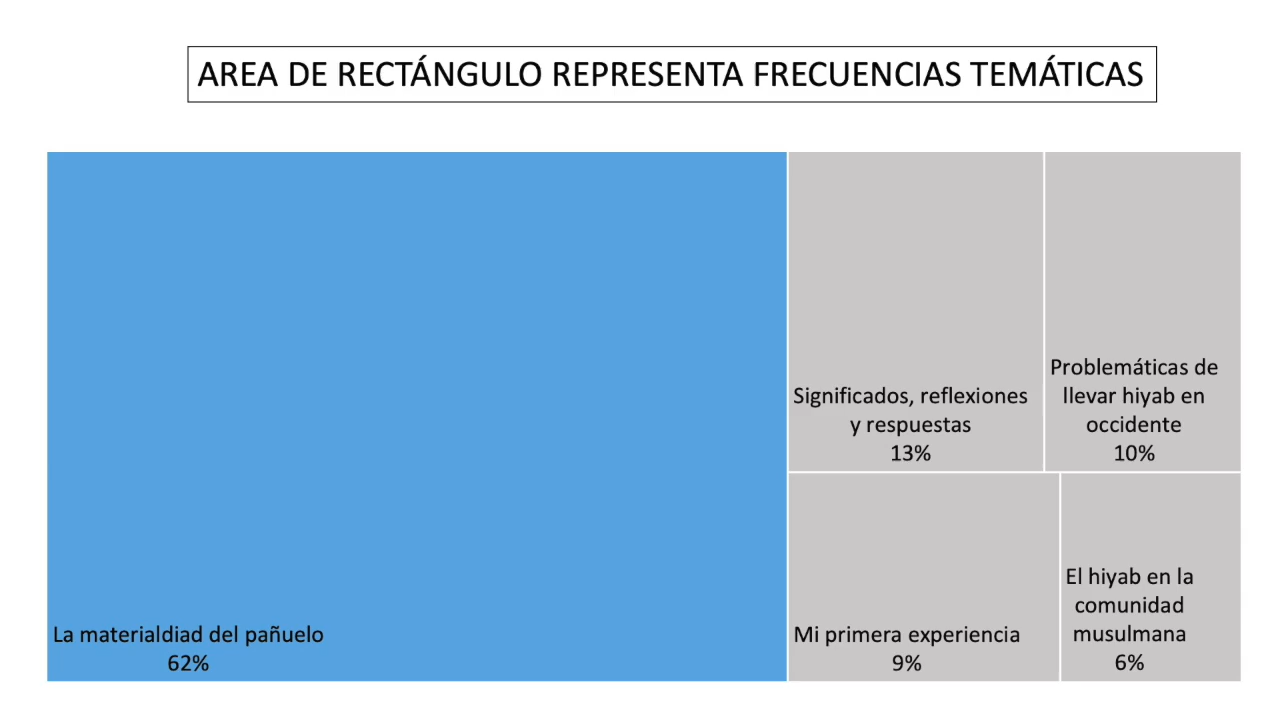 AREA DE RECTÁNGULO REPRESENTA FRECUENCIAS TEMÁTICAS
La materialdiad del pañuelo
62%
Significados, reflexiones
y respuestas
13%
Problemáticas de
llevar hiyab en
occidente
10%
Mi primera experiencia
9%
El hiyab en la
comunidad
musulmana
6%